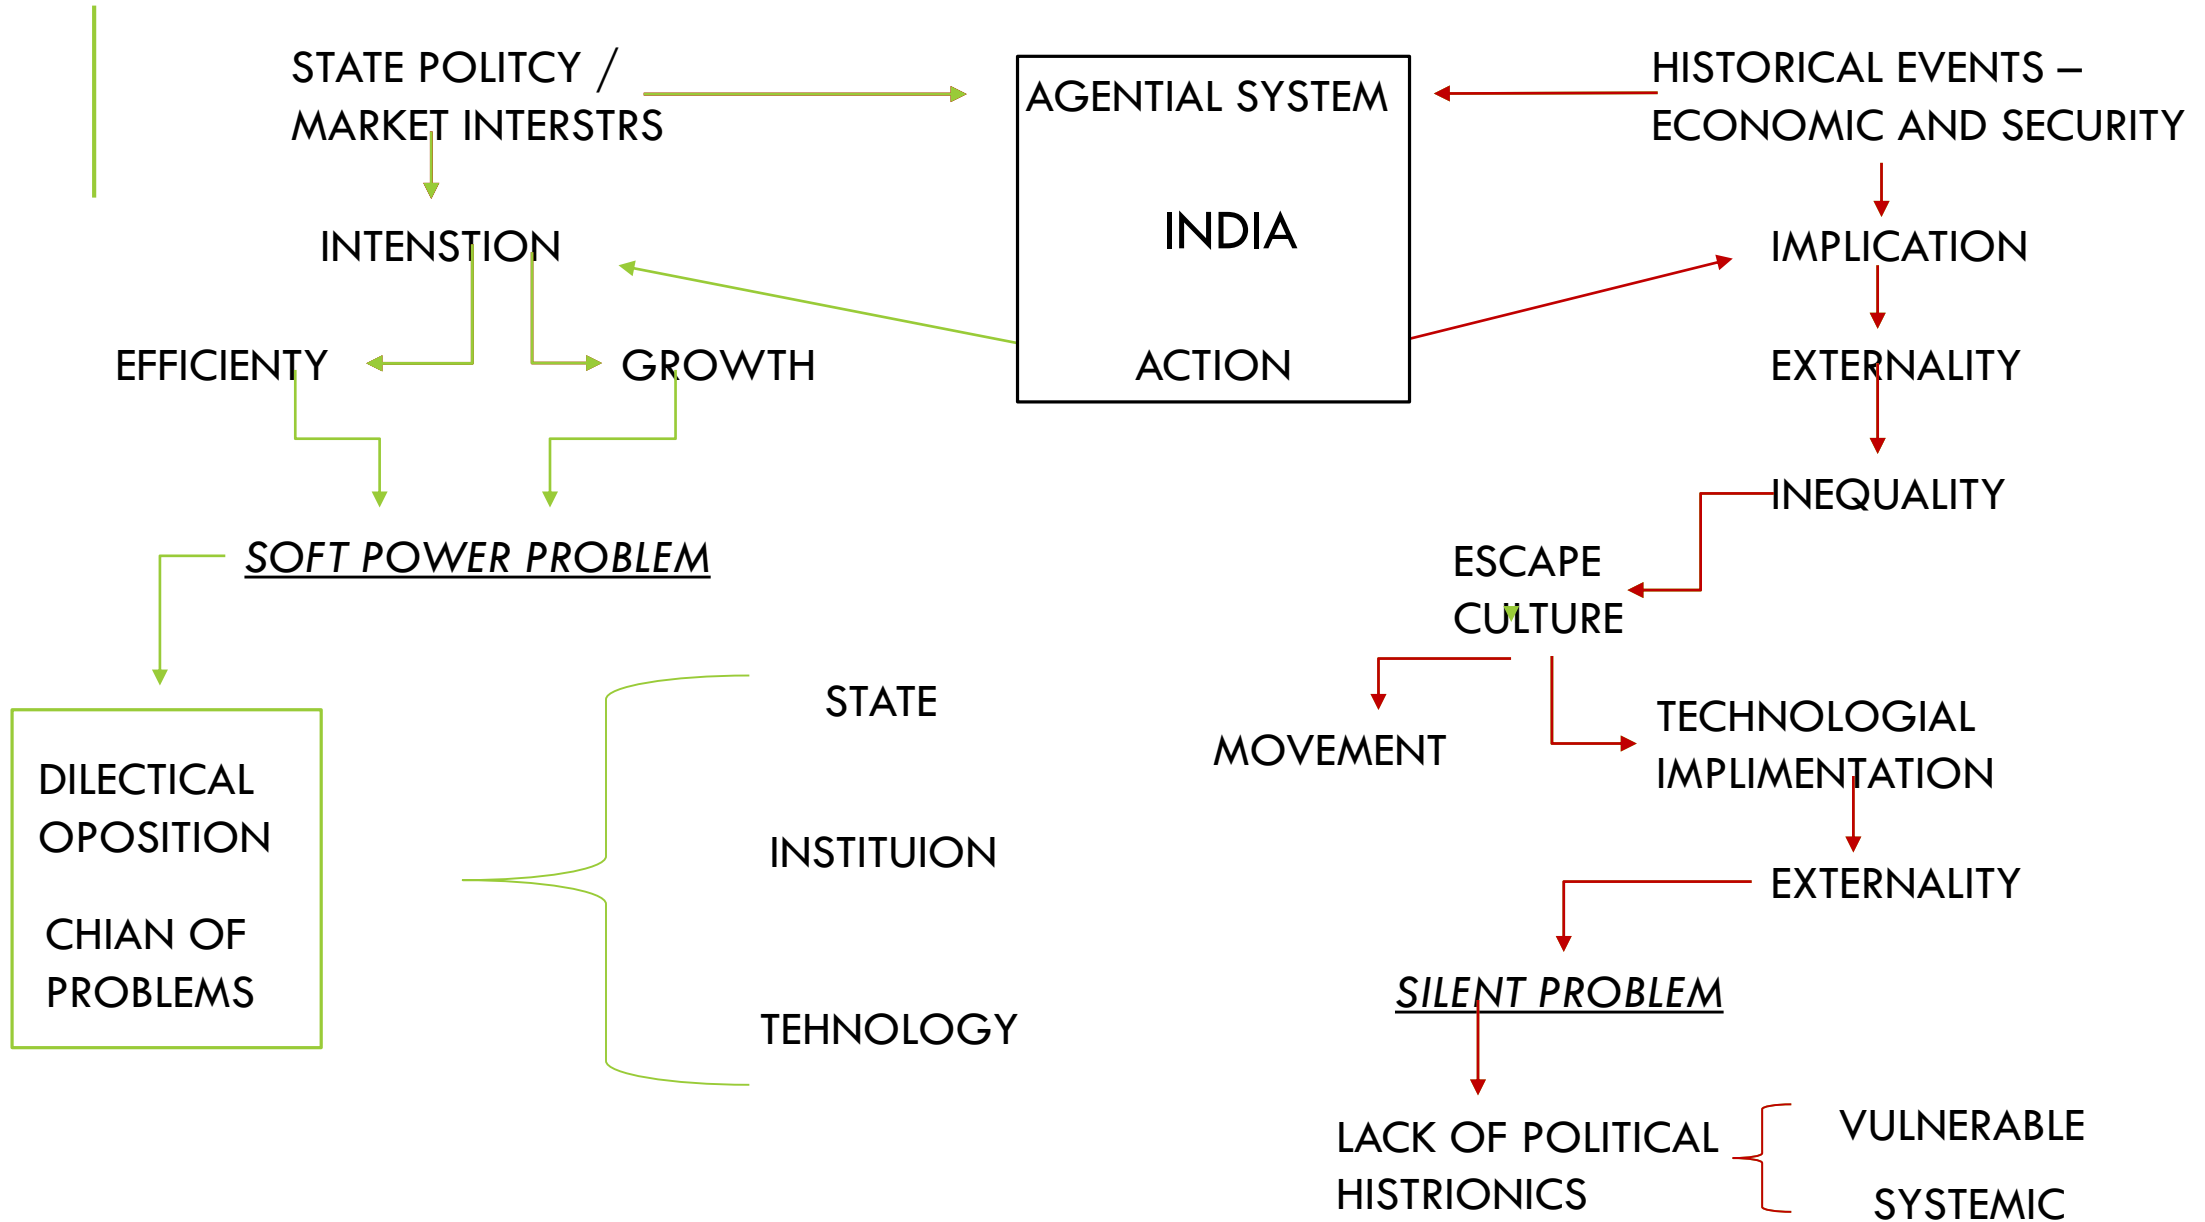 STATE POLITCY /
MARKET INTERSTRS
AGENTIAL SYSTEM
HISTORICAL EVENTS –
ECONOMIC AND SECURITY
INDIA
INTENSTION
IMPLICATION
EFFICIENTY
GROWTH
ACTION
EXTERNALITY
INEQUALITY
SOFT POWER PROBLEM
ESCAPE
CULTURE
STATE
MOVEMENT
TECHNOLOGIAL
IMPLIMENTATION
DILECTICAL
OPOSITION
INSTITUION
EXTERNALITY
CHIAN OF
PROBLEMS
SILENT PROBLEM
TEHNOLOGY
LACK OF POLITICAL
HISTRIONICS
VULNERABLE
SYSTEMIC